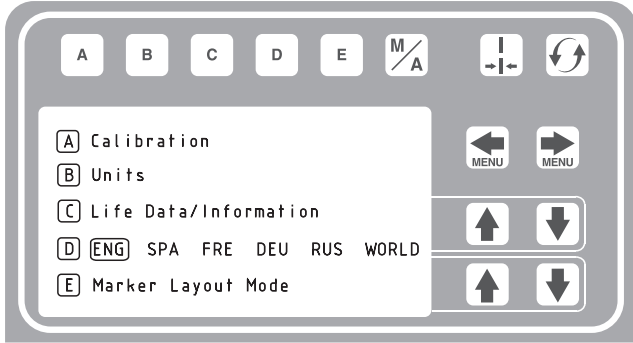 A B C D E M/A
A Calibration
B Units
C Life Data/Information
D ENG SPA FRE DEU RUS WORLD
E Marker Layout Mode
MENU MENU